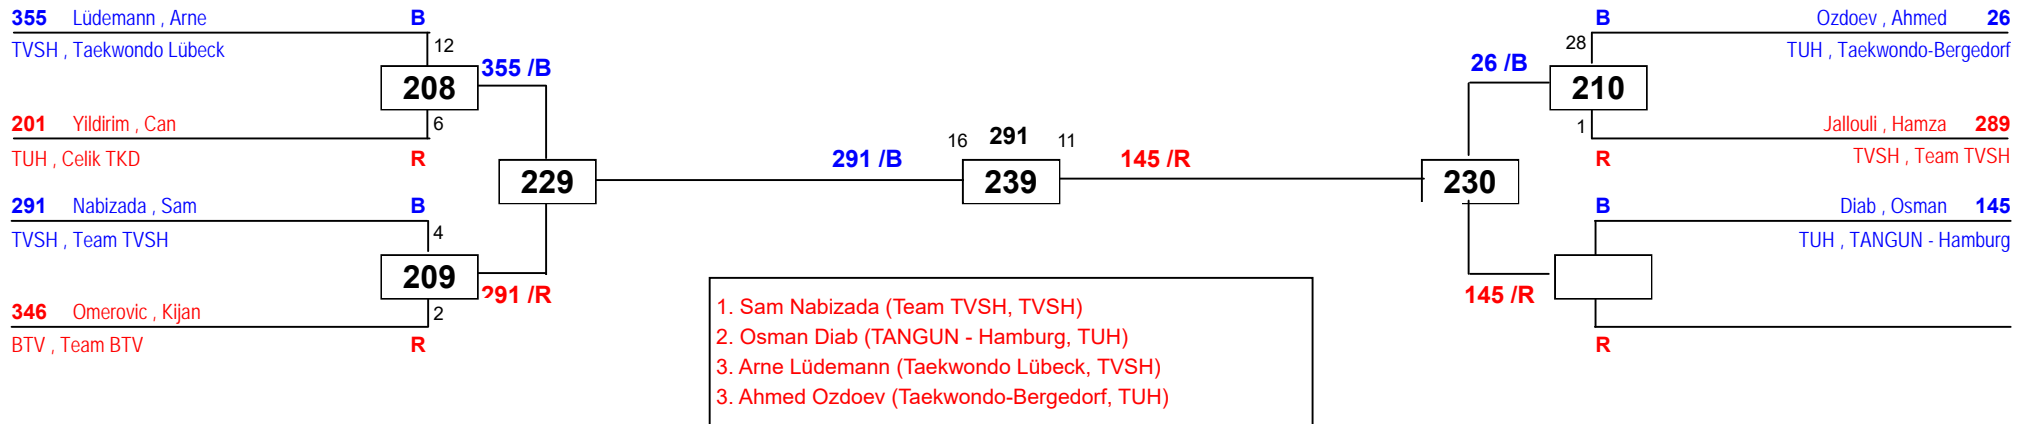 355 Lüdemann , Arne B
TVSH , Taekwondo Lübeck
12
208
355 /B
201 Yildirim , Can
6
TUH , Celik TKD R
229
291 Nabizada , Sam B
TVSH , Team TVSH
4
209
291 /R
346 Omerovic , Kijan
2
BTV , Team BTV R
291 /B
16 291 11
239
145 /R
B Ozdoev , Ahmed 26
28
TUH , Taekwondo-Bergedorf
26 /B
210
1
Jallouli , Hamza 289
R TVSH , Team TVSH
230
B Diab , Osman 145
TUH , TANGUN - Hamburg
145 /R
R
1. Sam Nabizada (Team TVSH, TVSH)
2. Osman Diab (TANGUN - Hamburg, TUH)
3. Arne Lüdemann (Taekwondo Lübeck, TVSH)
3. Ahmed Ozdoev (Taekwondo-Bergedorf, TUH)